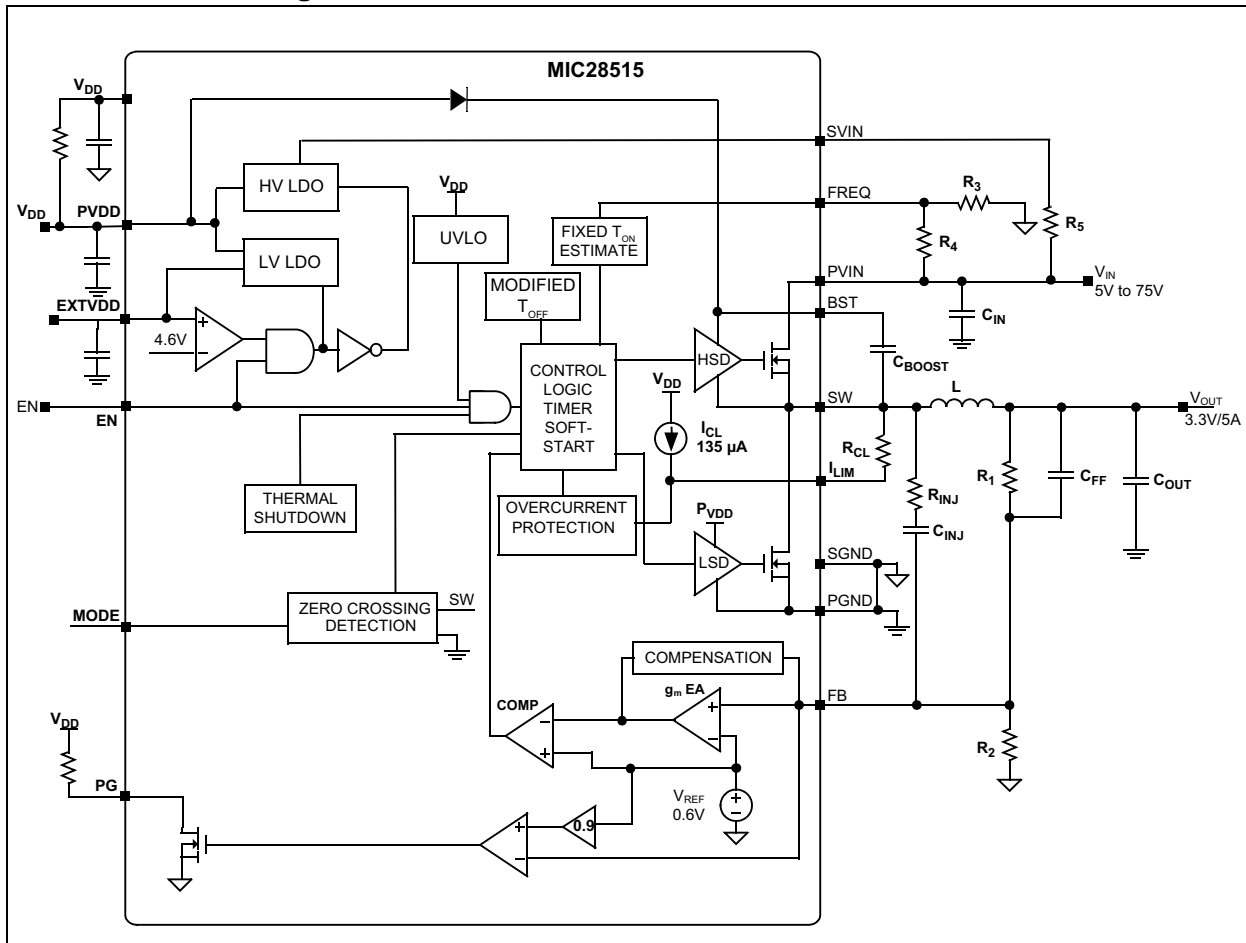 g
MIC28515
VDD
SVIN
HV LDO
VDD
FREQ
R3
VDD
PVDD
UVLO
FIXED TON
ESTIMATE
R4
R5
LV LDO
MODIFIED
TOFF
PVIN
VIN
5V to 75V
EXTVDD
BST
CIN
4.6V
+
−
HSD
CBOOST
CONTROL
LOGIC
TIMER
SOFT-
START
VDD
EN
EN
SW
L
VOUT
3.3V/5A
ICL
135 µA
RCL
ILIM
THERMAL
SHUTDOWN
OVERCURRENT
PROTECTION
RINJ
CINJ
R1
CFF
COUT
PVDD
LSD
SGND
PGND
MODE
ZERO CROSSING
DETECTION
SW
COMPENSATION
gm EA
COMP
FB
−
+
+
−
R2
VDD
PG
VREF
0.6V
+
−
0.9
+
−